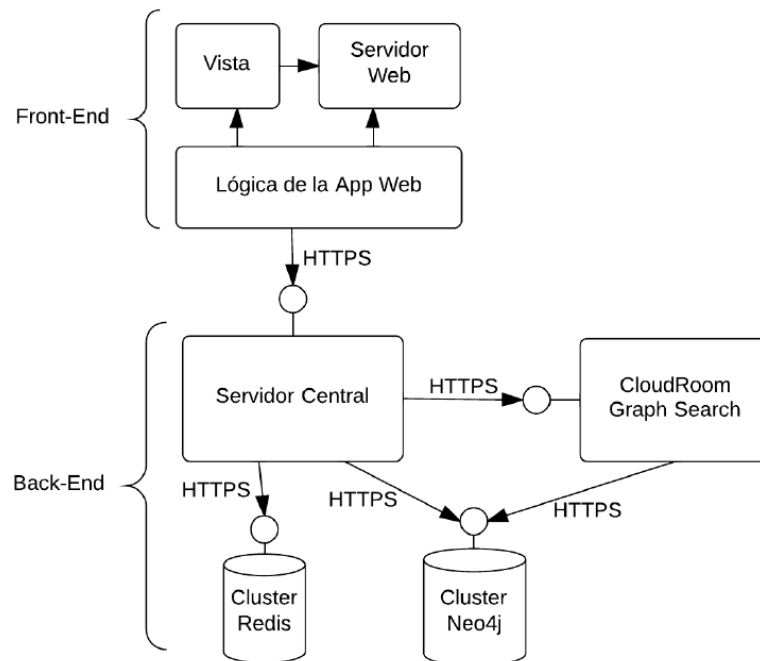 Vista
Servidor
Web
Front-End
Lógica de la App Web
HTTPS
Servidor Central
HTTPS
CloudRoom
Graph Search
Back-End
HTTPS
HTTPS
HTTPS
Cluster
Redis
Cluster
Neo4j